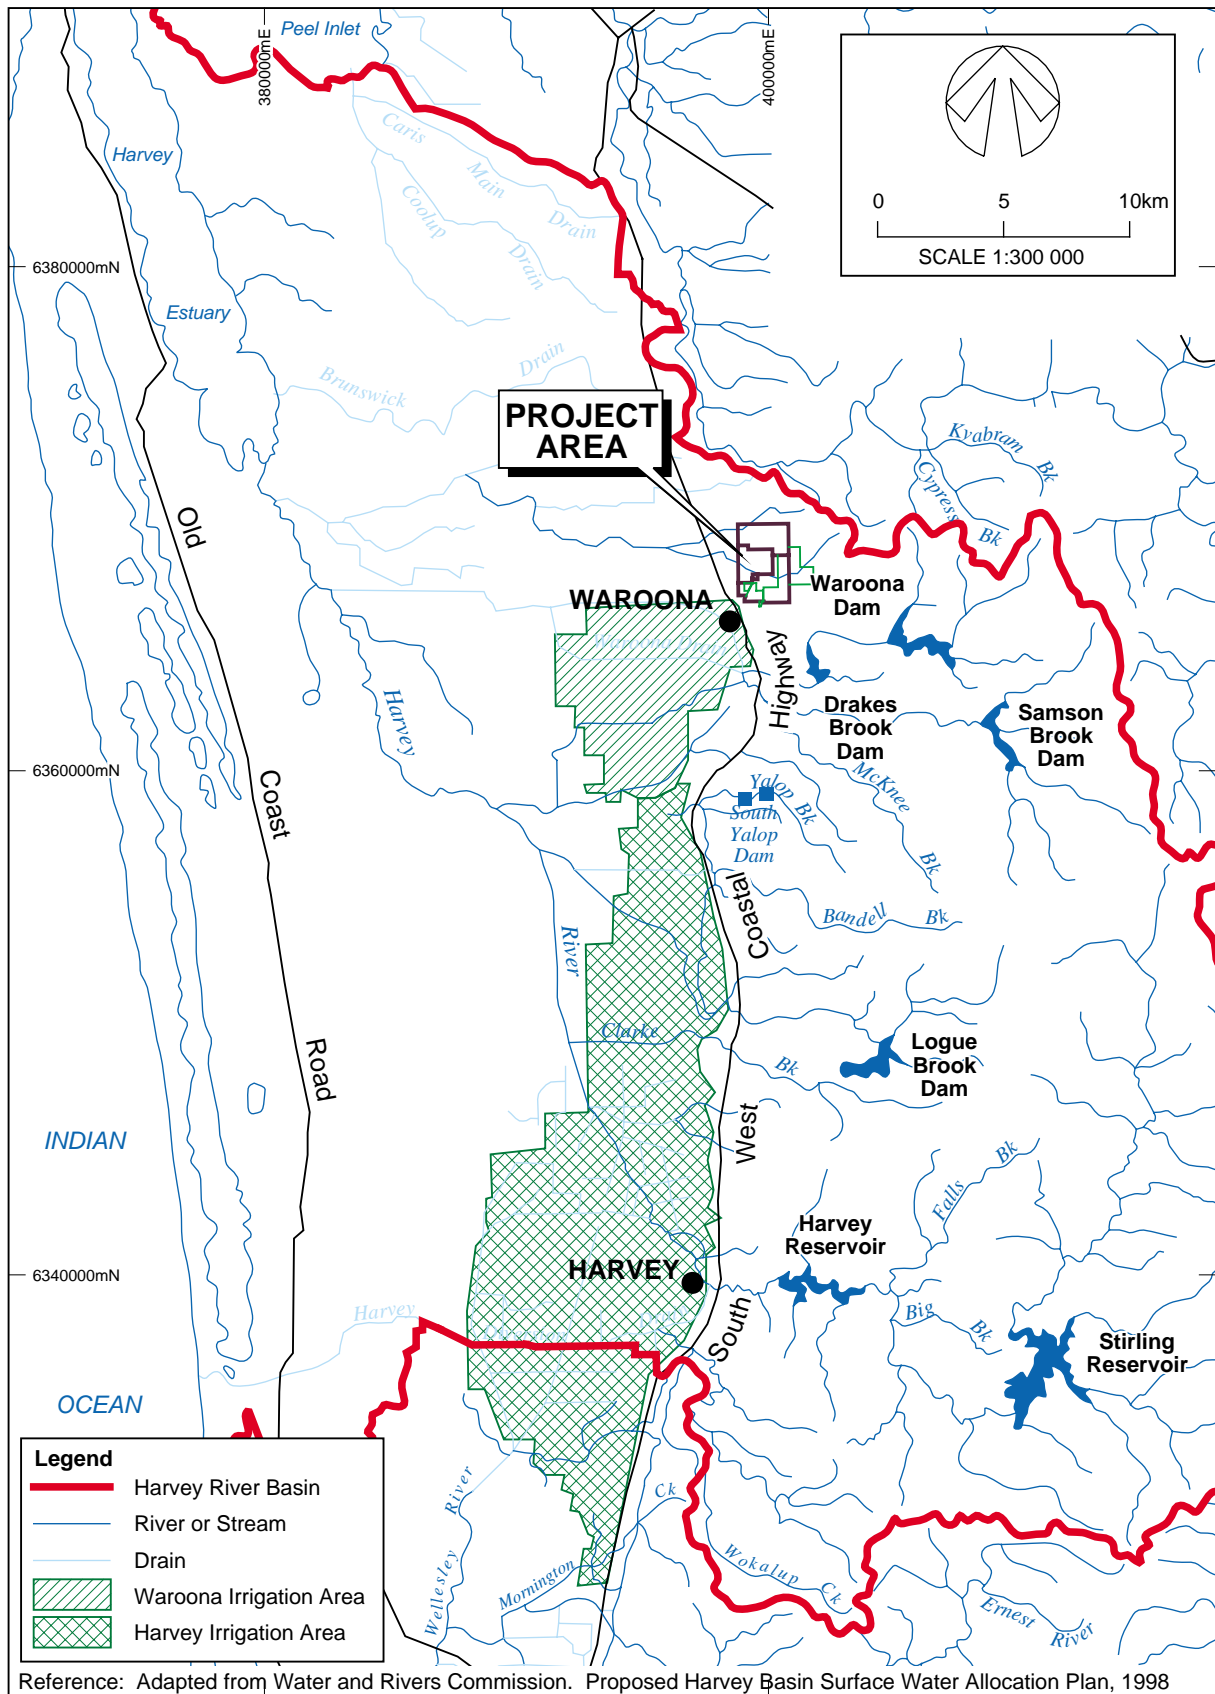 Peel Inlet
380000mE
400000mE
0 5 10km
SCALE 1:300 000
Harvey
Caris
Main
Drain
Coolup
Drain
6380000mN
Estuary
Brunswick
Drain
PROJECT
AREA
Kyabram
Bk
Cypress
Bk
Old
WAROONA
Waroona
Dam
Waroona Drain
Highway
Harvey
Drakes
Brook
Dam
Samson
Brook
Dam
6360000mN
Coast
McKnee
Bk
Yalop
Bk
South
Yalop
Dam
Coastal
Bandell
Bk
River
Clarke
Bk
Logue
Brook
Dam
Road
West
INDIAN
Falls
Bk
Harvey
Reservoir
HARVEY
6340000mN
Harvey
Diversion
Drain
South
Big
Bk
Stirling
Reservoir
OCEAN
Legend
Harvey River Basin
River or Stream
Drain
Waroona Irrigation Area
Harvey Irrigation Area
Wellesley
River
Mornington
Ck
Wokalup
Ck
Ernest
River
Reference: Adapted from Water and Rivers Commission. Proposed Harvey Basin Surface Water Allocation Plan, 1998